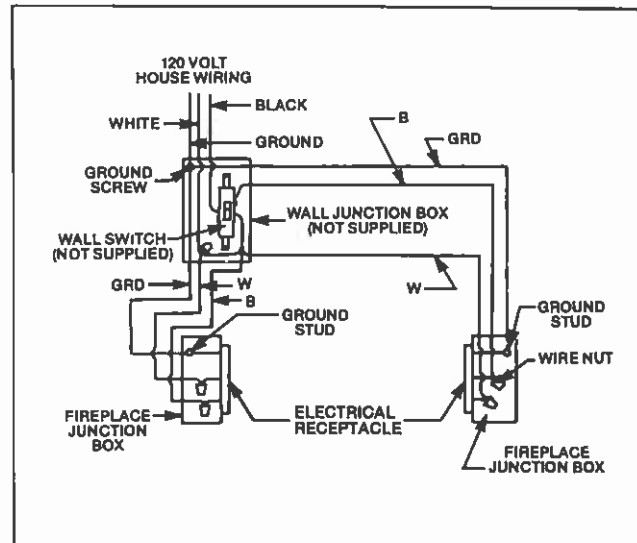 120 VOLT
HOUSE WIRING
BLACK
WHITE
B
GROUND
GRD
GROUND
SCREW
WALL JUNCTION BOX
(NOT SUPPLIED)
WALL SWITCH
(NOT SUPPLIED)
GRD
W
B
W
GROUND
STUD
GROUND
STUD
WIRE NUT
FIREPLACE
JUNCTION
BOX
ELECTRICAL
RECEPTACLE
FIREPLACE
JUNCTION BOX